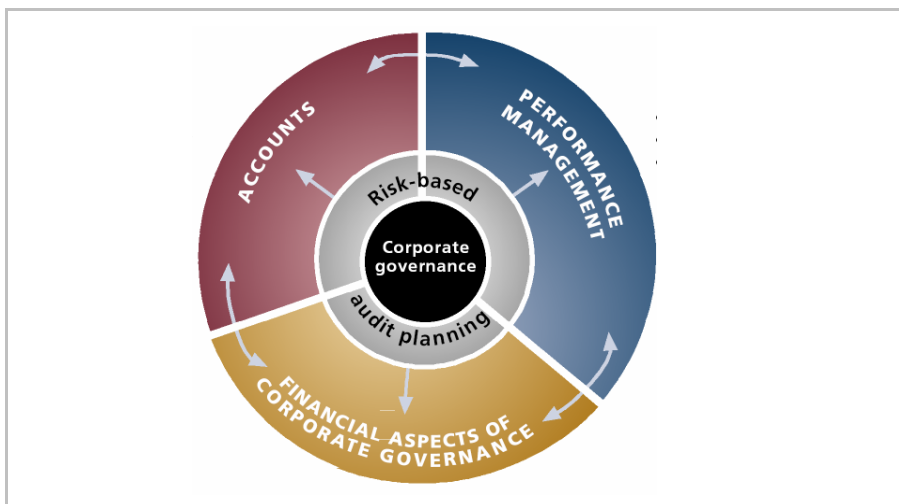 ACCOUNTS
PERFORMANCE
MANAGEMENT
Risk-based
Corporate
governance
audit planning
FINANCIAL ASPECTS OF
CORPORATE GOVERNANCE